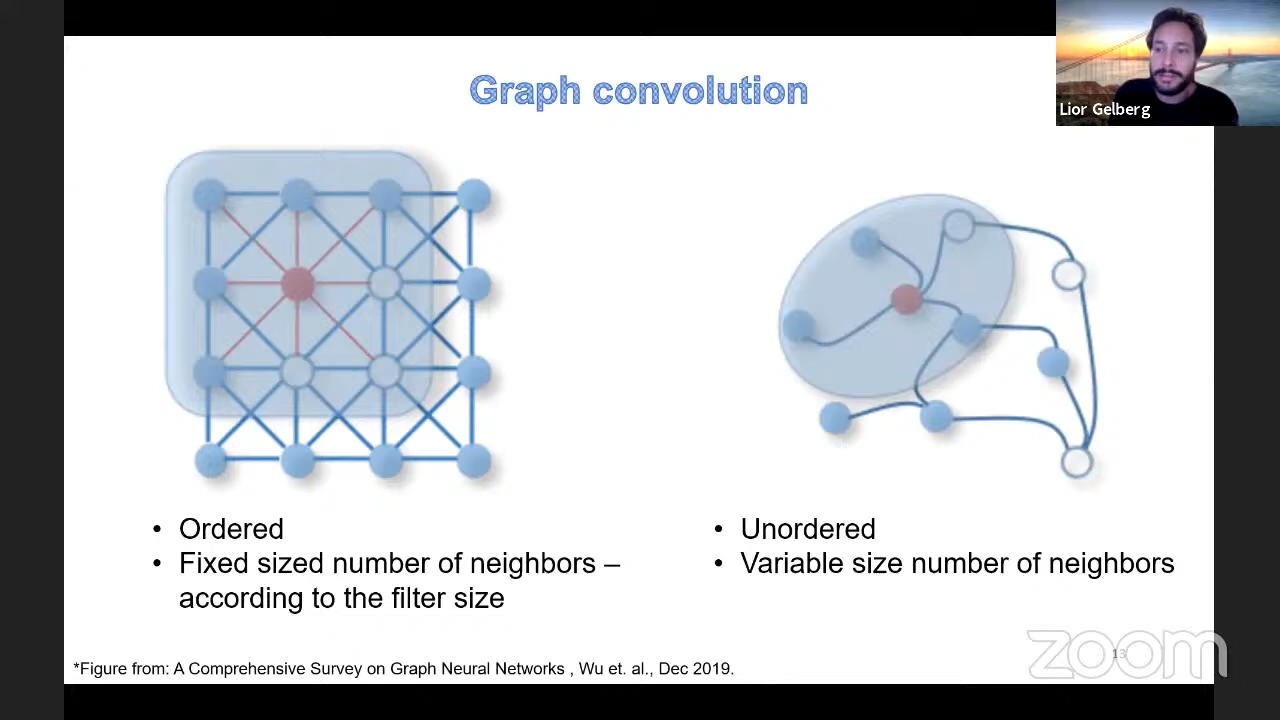 Graph convolution
Lior Gelberg
• Ordered
• Fixed sized number of neighbors –
according to the filter size
• Unordered
• Variable size number of neighbors
*Figure from: A Comprehensive Survey on Graph Neural Networks , Wu et. al., Dec 2019.
13
zoom